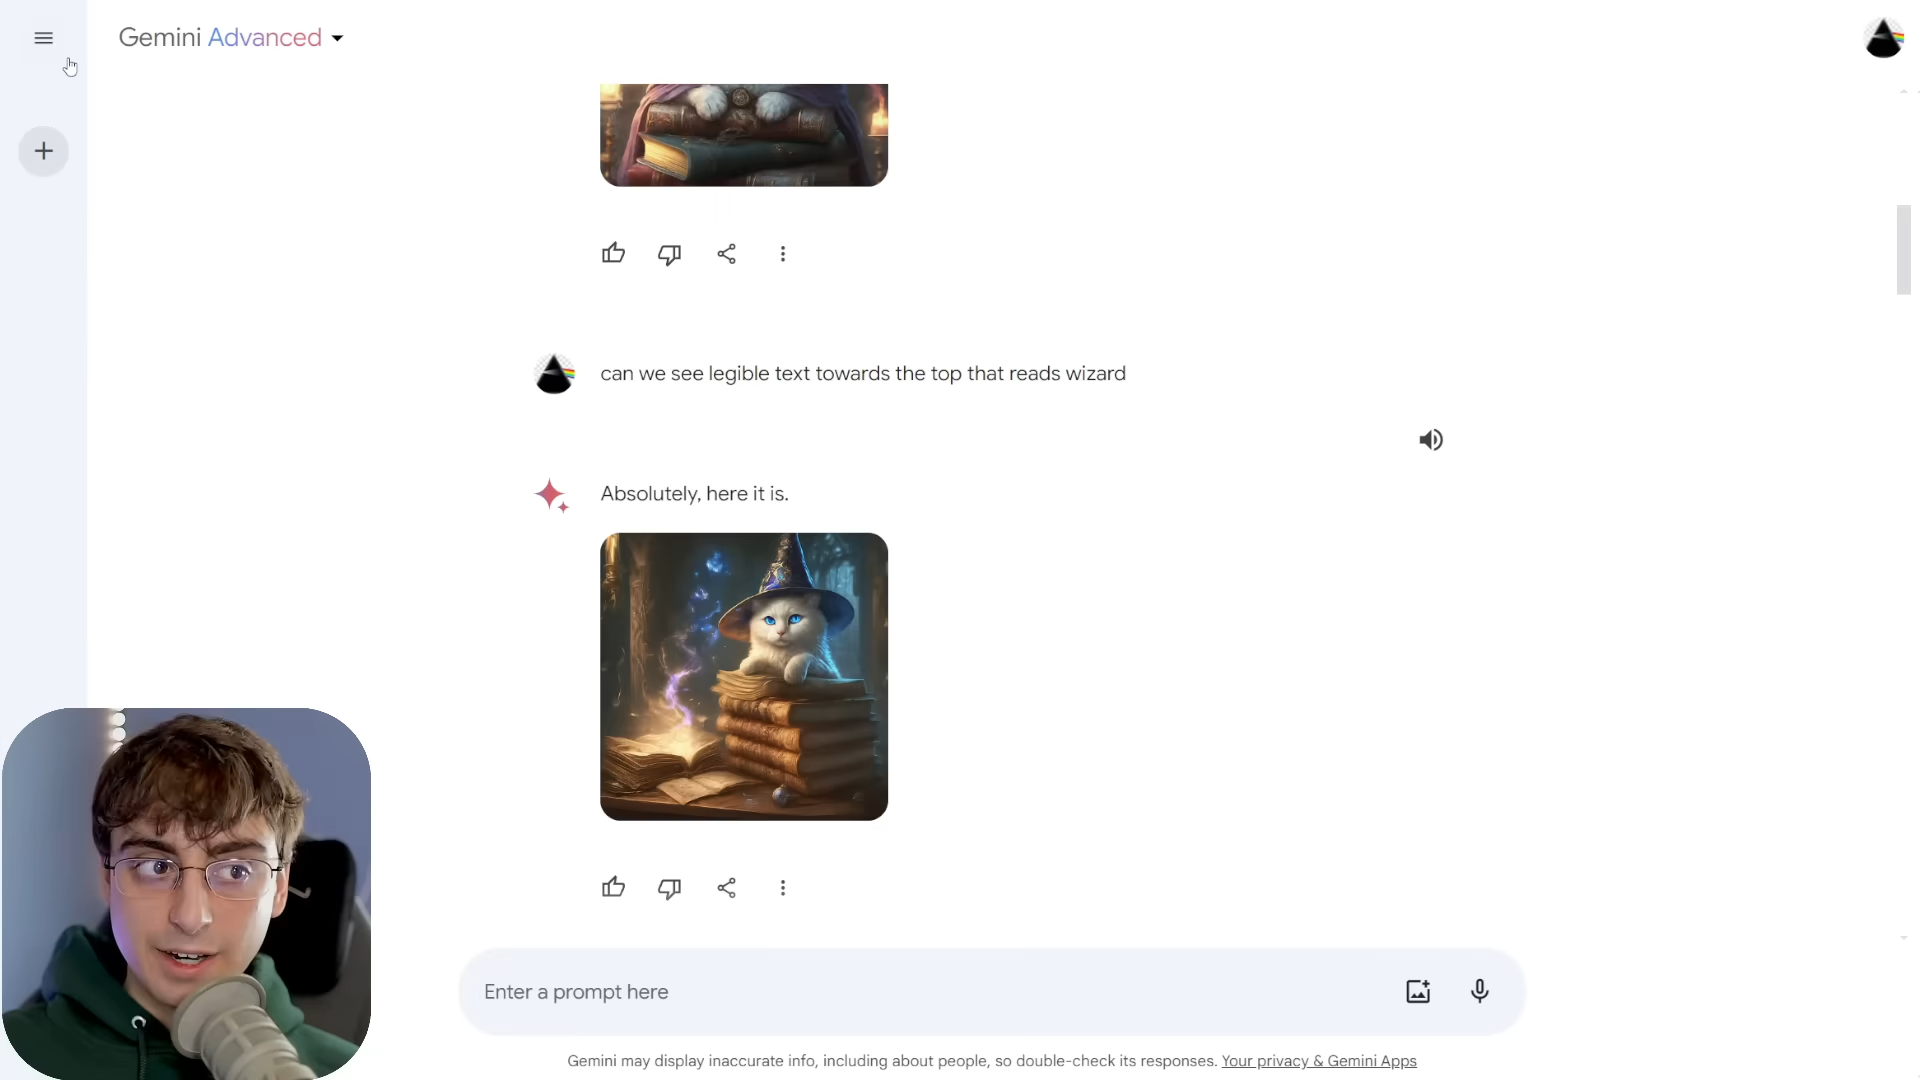 Gemini Advanced
can we see legible text towards the top that reads wizard
Absolutely, here it is.
Enter a prompt here
Gemini may display inaccurate info, including about people, so double-check its responses. Your privacy & Gemini Apps